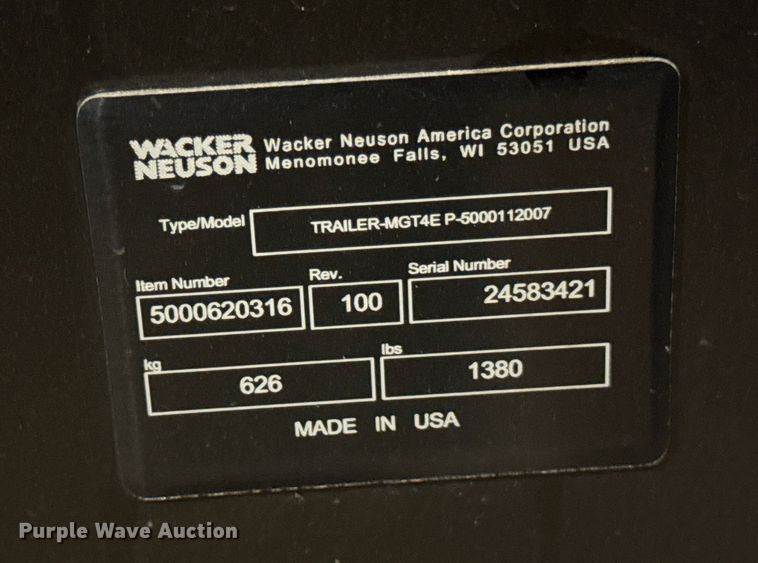 WACKER NEUSON
Wacker Neuson America Corporation
Menomonee Falls, WI 53051 USA
Type/Model TRAILER-MGT4E P-5000112007
Item Number Rev. Serial Number
5000620316 100 24583421
kg lbs
626 1380
MADE IN USA
Purple Wave Auction